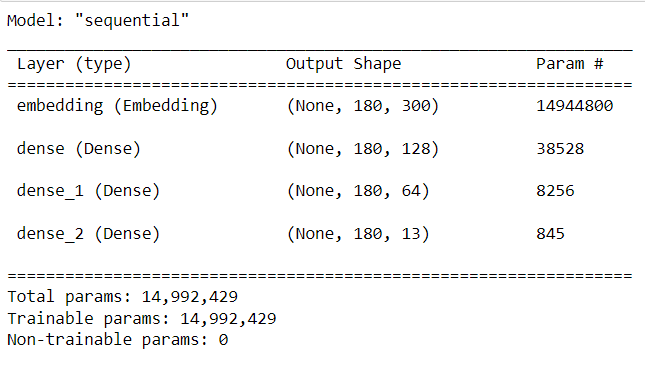 Model: "sequential"
_________________________________________________________________
Layer (type) Output Shape Param #
=================================================================
embedding (Embedding) (None, 180, 300) 14944800
dense (Dense) (None, 180, 128) 38528
dense_1 (Dense) (None, 180, 64) 8256
dense_2 (Dense) (None, 180, 13) 845
=================================================================
Total params: 14,992,429
Trainable params: 14,992,429
Non-trainable params: 0